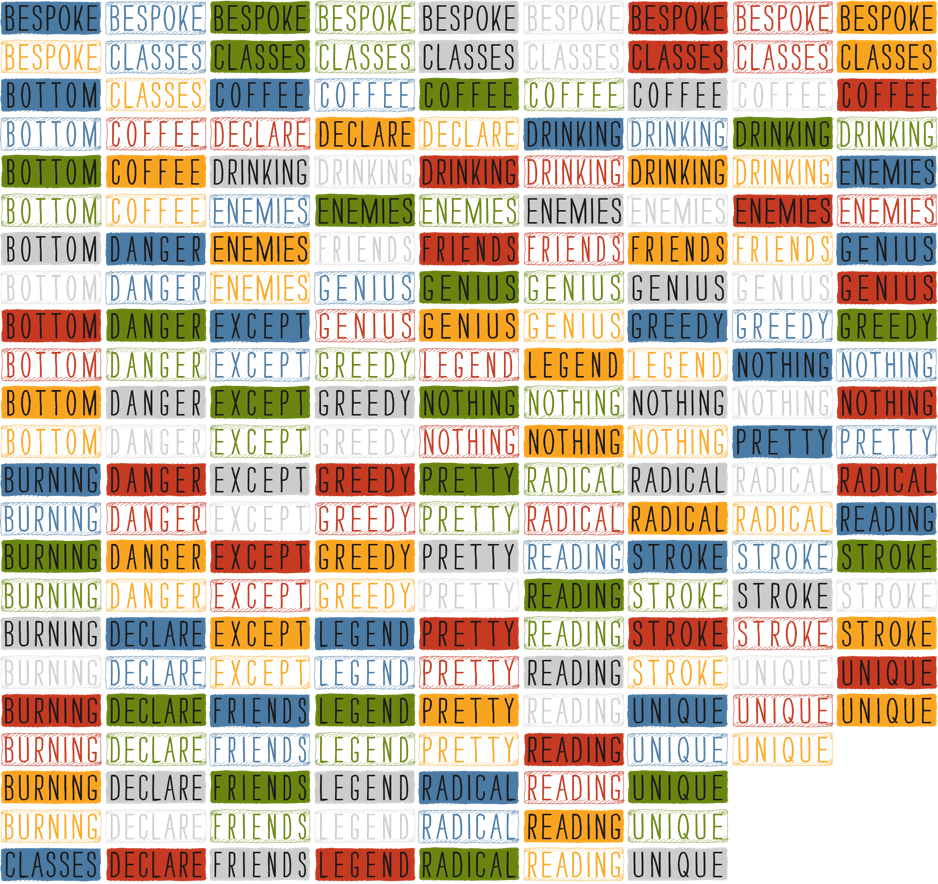 BESPOKE BESPOKE BESPOKE BESPOKE BESPOKE BESPOKE BESPOKE BESPOKE BESPOKE
BESPOKE CLASSES CLASSES CLASSES CLASSES CLASSES CLASSES CLASSES CLASSES
BOTTOM CLASSES COFFEE COFFEE COFFEE COFFEE COFFEE COFFEE COFFEE
BOTTOM COFFEE DECLARE DECLARE DECLARE DRINKING DRINKING DRINKING DRINKING
BOTTOM COFFEE DRINKING DRINKING DRINKING DRINKING DRINKING DRINKING ENEMIES
BOTTOM COFFEE ENEMIES ENEMIES ENEMIES ENEMIES ENEMIES ENEMIES ENEMIES
BOTTOM DANGER ENEMIES FRIENDS FRIENDS FRIENDS FRIENDS FRIENDS GENIUS
BOTTOM DANGER ENEMIES GENIUS GENIUS GENIUS GENIUS GENIUS GENIUS
BOTTOM DANGER EXCEPT GENIUS GENIUS GENIUS GREEDY GREEDY GREEDY
BOTTOM DANGER EXCEPT GREEDY LEGEND LEGEND LEGEND NOTHING NOTHING
BOTTOM DANGER EXCEPT GREEDY NOTHING NOTHING NOTHING NOTHING NOTHING
BOTTOM DANGER EXCEPT GREEDY NOTHING NOTHING NOTHING PRETTY PRETTY
BURNING DANGER EXCEPT GREEDY PRETTY RADICAL RADICAL RADICAL RADICAL
BURNING DANGER EXCEPT GREEDY PRETTY RADICAL RADICAL RADICAL READING
BURNING DANGER EXCEPT GREEDY PRETTY READING STROKE STROKE STROKE
BURNING DANGER EXCEPT GREEDY PRETTY READING STROKE STROKE STROKE
BURNING DECLARE EXCEPT LEGEND PRETTY READING STROKE STROKE STROKE
BURNING DECLARE EXCEPT LEGEND PRETTY READING STROKE UNIQUE UNIQUE
BURNING DECLARE FRIENDS LEGEND PRETTY READING UNIQUE UNIQUE UNIQUE
BURNING DECLARE FRIENDS LEGEND PRETTY READING UNIQUE UNIQUE
BURNING DECLARE FRIENDS LEGEND RADICAL READING UNIQUE
BURNING DECLARE FRIENDS LEGEND RADICAL READING UNIQUE
CLASSES DECLARE FRIENDS LEGEND RADICAL READING UNIQUE